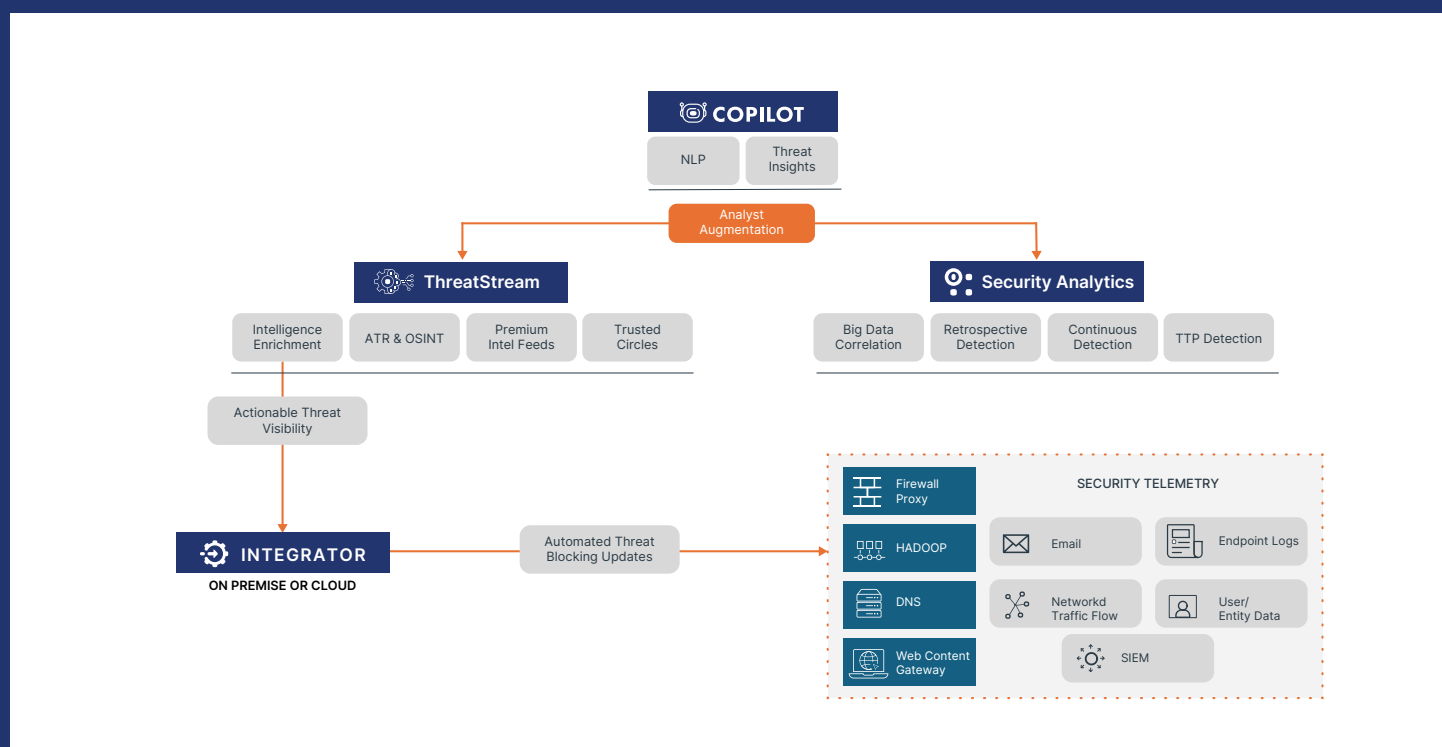 COPILOT
NLP
Threat
Insights
Analyst
Augmentation
ThreatStream
Security Analytics
Intelligence
Enrichment
ATR & OSINT
Premium
Intel Feeds
Trusted
Circles
Big Data
Correlation
Retrospective
Detection
Continuous
Detection
TTP Detection
Actionable Threat
Visibility
INTEGRATOR
ON PREMISE OR CLOUD
Automated Threat
Blocking Updates
Firewall
Proxy
HADOOP
DNS
Web Content
Gateway
SECURITY TELEMETRY
Email
Endpoint Logs
Networkd
Traffic Flow
User/
Entity Data
SIEM